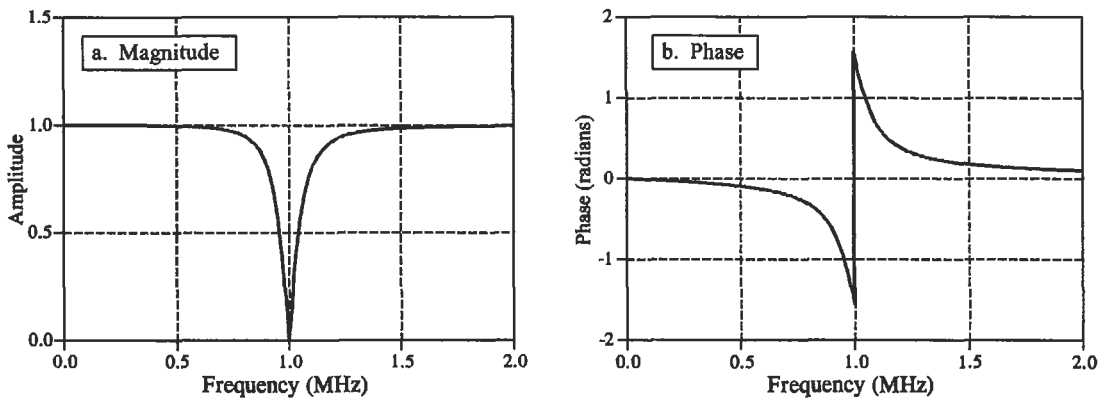 a. Magnitude
Amplitude
1.5
1.0
0.5
0.0
0.0 0.5 1.0 1.5 2.0
Frequency (MHz)
b. Phase
Phase (radians)
2
1
0
-1
-2
0.0 0.5 1.0 1.5 2.0
Frequency (MHz)